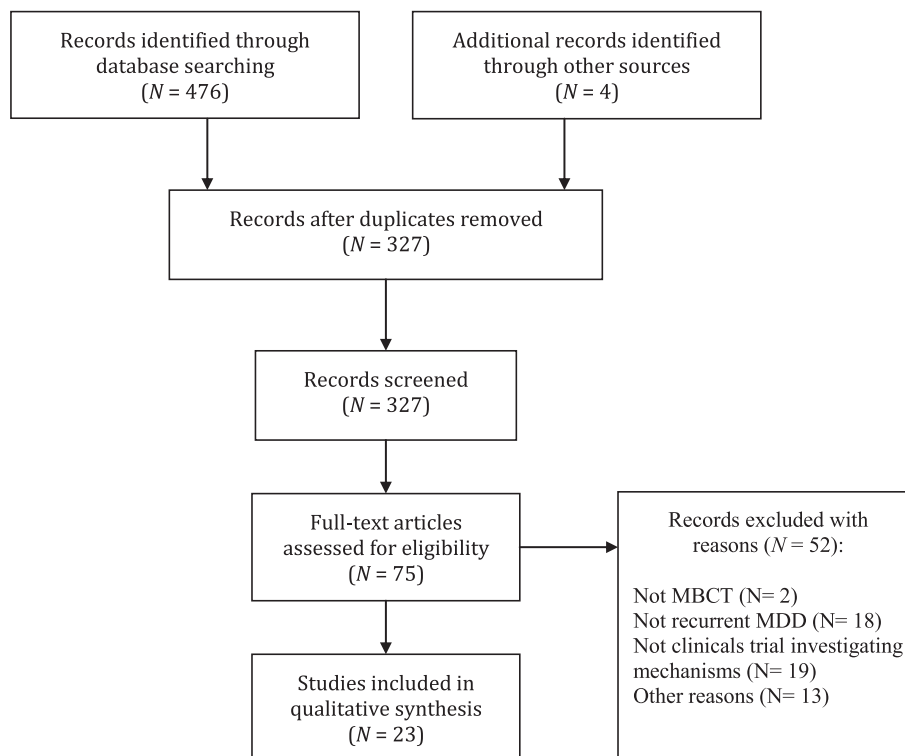 Records identified through
database searching
(N = 476)
Additional records identified
through other sources
(N = 4)
Records after duplicates removed
(N = 327)
Records screened
(N = 327)
Full-text articles
assessed for eligibility
(N = 75)
Records excluded with
reasons (N = 52):
Not MBCT (N= 2)
Not recurrent MDD (N= 18)
Not clinicals trial investigating
mechanisms (N= 19)
Other reasons (N= 13)
Studies included in
qualitative synthesis
(N = 23)